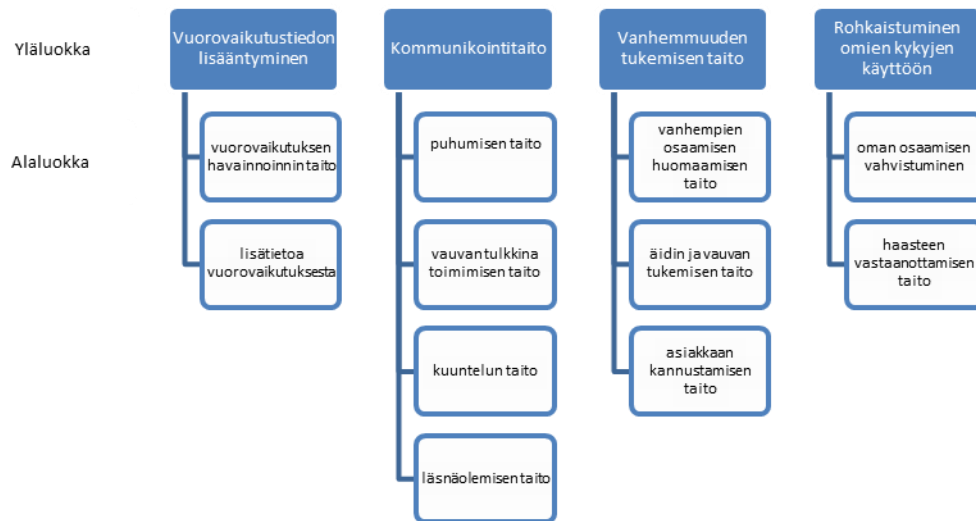 Yläluokka
Vuorovaikutustiedon
lisääntyminen
Kommunikointitaito
Vanhemmuuden
tukemisen taito
Rohkaistuminen
omien kykyjen
käyttöön
Alaluokka
vuorovaikutuksen
havainnoinnin taito
lisätietoa
vuorovaikutuksesta
puhumisen taito
vauvan tulkkina
toimimisen taito
kuuntelun taito
läsnäolemisen taito
vanhempien
osaamisen
huomaamisen
taito
äidin ja vauvan
tukemisen taito
asiakkaan
kannustamisen
taito
oman osaamisen
vahvistuminen
haasteen
vastaanottamisen
taito